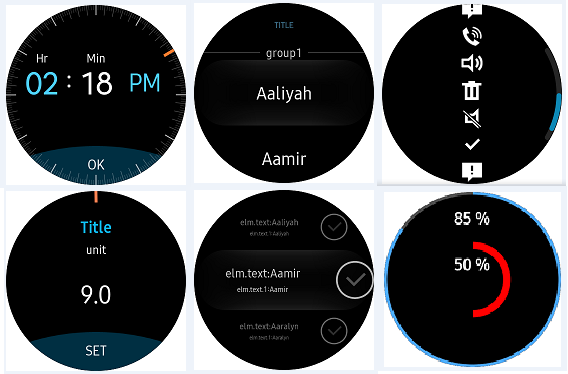 Hr Min
02 : 18 PM
OK
TITLE
group1
Aaliyah
Aamir
Title
unit
9.0
SET
elm.text:Aaliyah
elm.text.1:Aaliyah
elm.text:Aamir
elm.text.1:Aamir
elm.text:Aaralyn
elm.text.1:Aaralyn
85 %
50 %